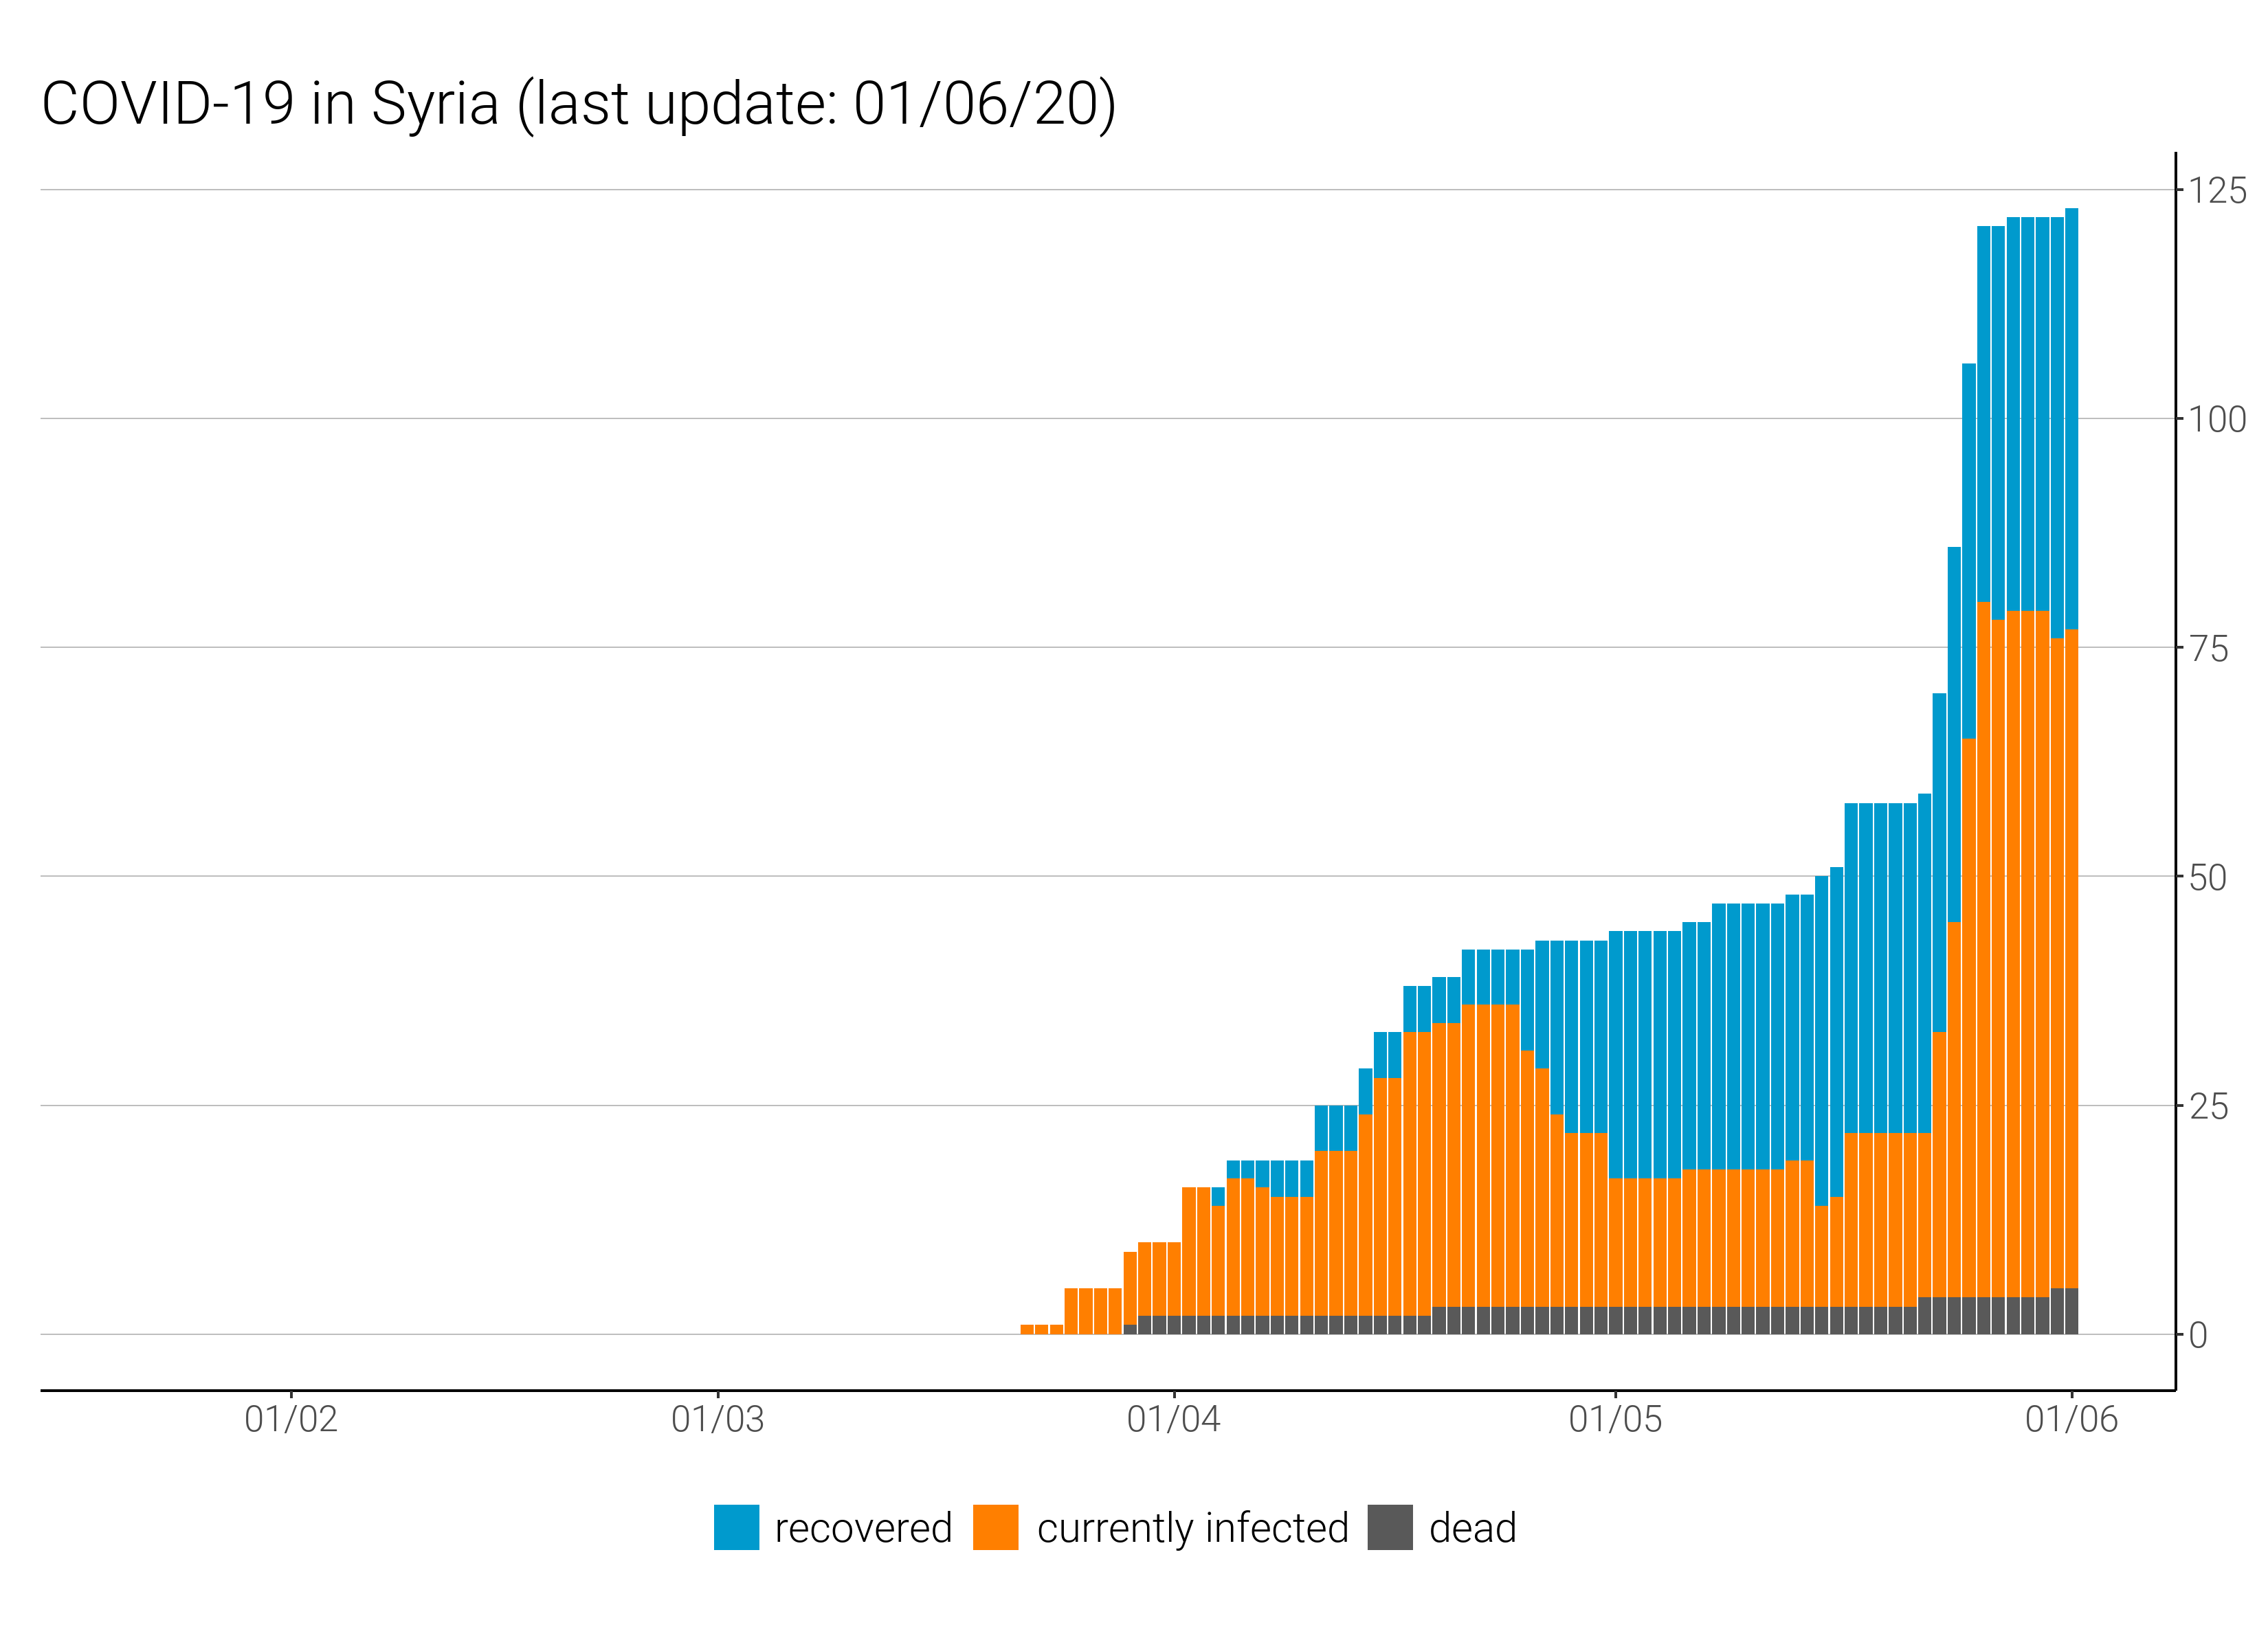 COVID-19 in Syria (last update: 01/06/20)
125
100
75
50
25
0
01/02 01/03 01/04 01/05 01/06
recovered currently infected dead